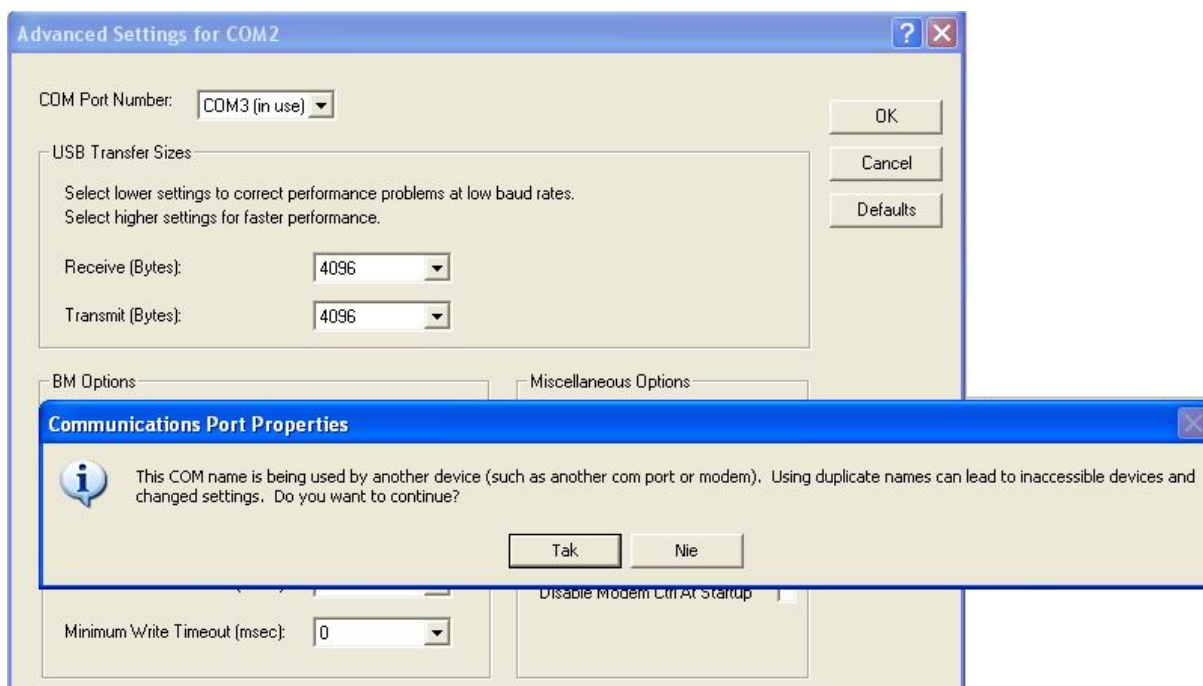 Advanced Settings for COM2
COM Port Number:
COM3 (in use)
OK
USB Transfer Sizes
Cancel
Select lower settings to correct performance problems at low baud rates.
Select higher settings for faster performance.
Defaults
Receive (Bytes):
4096
Transmit (Bytes):
4096
BM Options
Miscellaneous Options
Communications Port Properties
This COM name is being used by another device (such as another com port or modem). Using duplicate names can lead to inaccessible devices and
changed settings. Do you want to continue?
Tak
Nie
Disable Modem Ctrl At Startup
Minimum Write Timeout (msec):
0